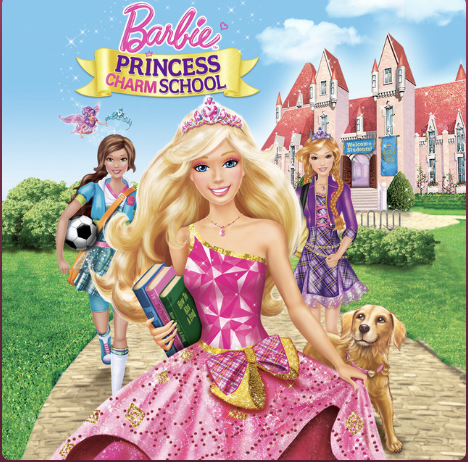 Barbie
PRINCESS
CHARM SCHOOL
Welcome
Students!